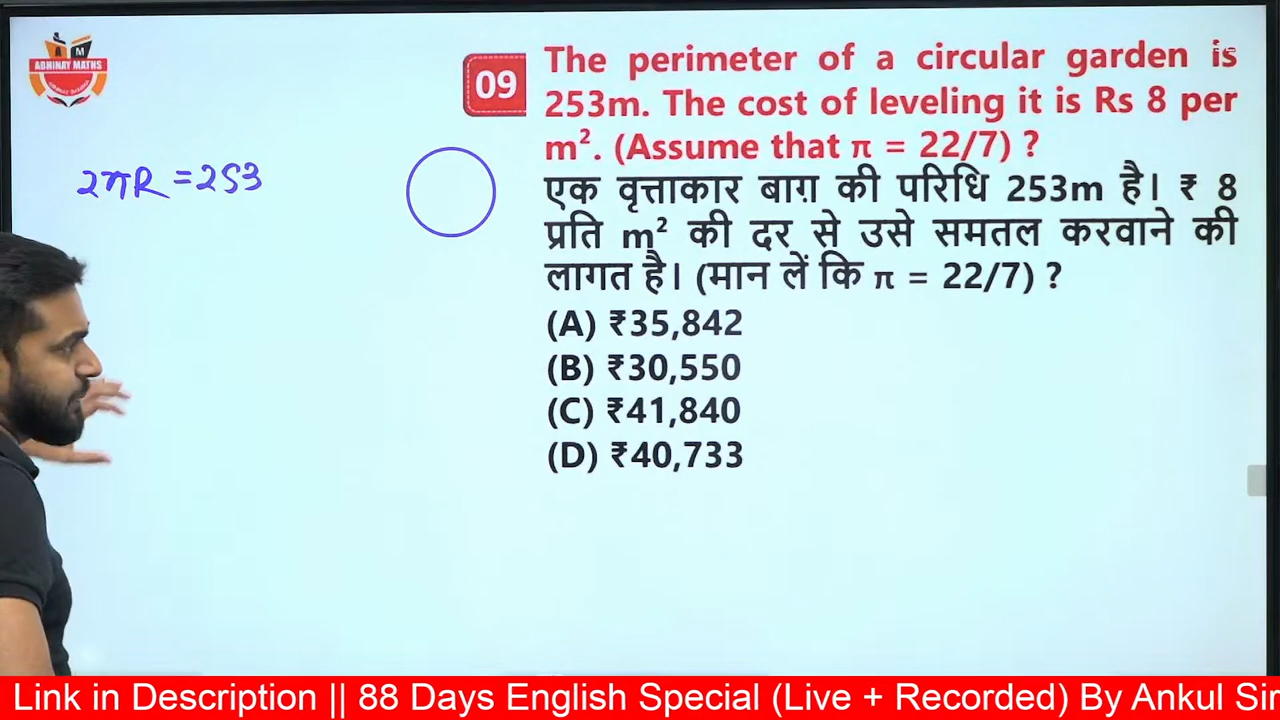 M
ABHINAY MATHS
09
The perimeter of a circular garden is
253m. The cost of leveling it is Rs 8 per
m². (Assume that π = 22/7) ?
2πR = 253
एक वृत्ताकार बाग़ की परिधि 253m है। ₹ 8
प्रति m² की दर से उसे समतल करवाने की
लागत है। (मान लें कि π = 22/7) ?
(A) ₹35,842
(B) ₹30,550
(C) ₹41,840
(D) ₹40,733
Link in Description || 88 Days English Special (Live + Recorded) By Ankul Sir